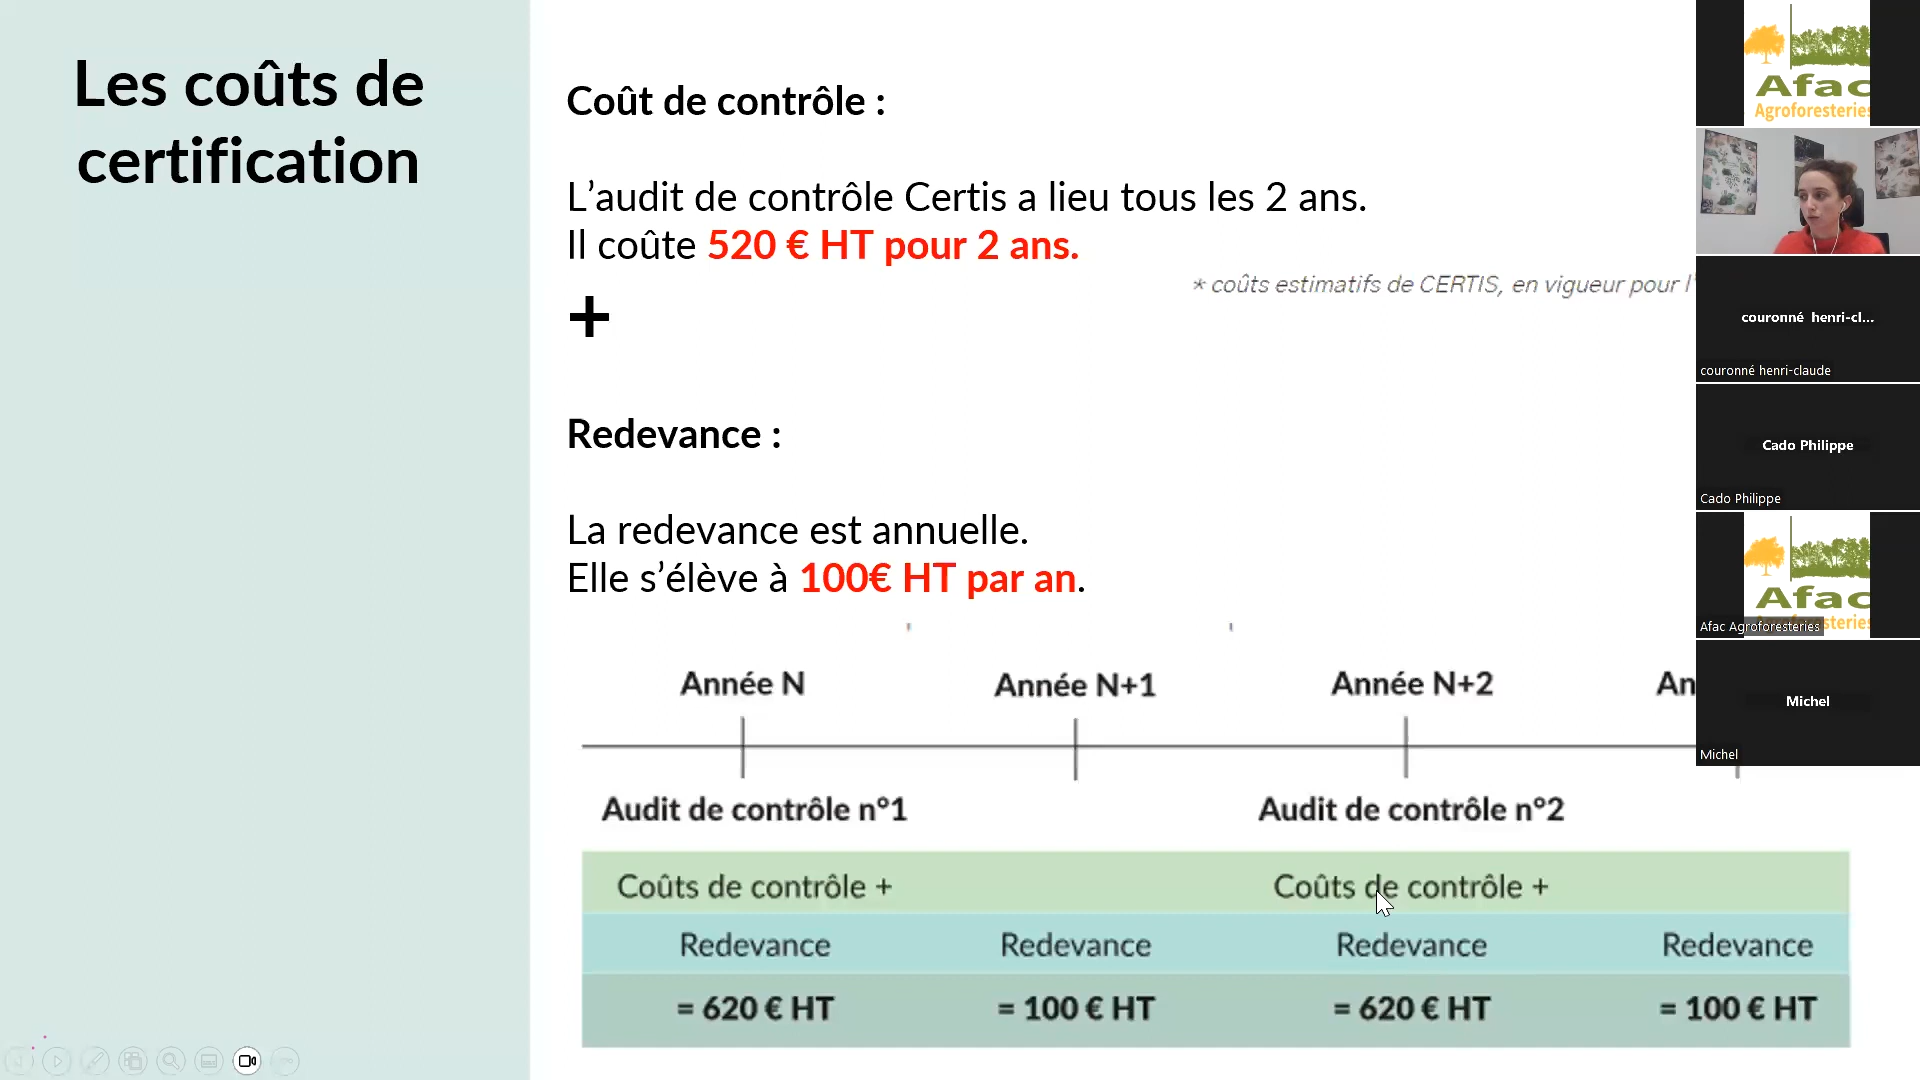 Les coûts de
certification
Coût de contrôle :
L’audit de contrôle Certis a lieu tous les 2 ans.
Il coûte 520 € HT pour 2 ans.
* coûts estimatifs de CERTIS, en vigueur pour l'
+
Redevance :
La redevance est annuelle.
Elle s’élève à 100€ HT par an.
Année N
Année N+1
Année N+2
An
Audit de contrôle n°1
Audit de contrôle n°2
Coûts de contrôle +
Coûts de contrôle +
Redevance
Redevance
Redevance
Redevance
= 620 € HT
= 100 € HT
= 620 € HT
= 100 € HT
Afac
Agroforesteries
couronné henri-cl...
couronné henri-claude
Cado Philippe
Cado Philippe
Afac
steries
Afac Agroforesteries
Michel
Michel